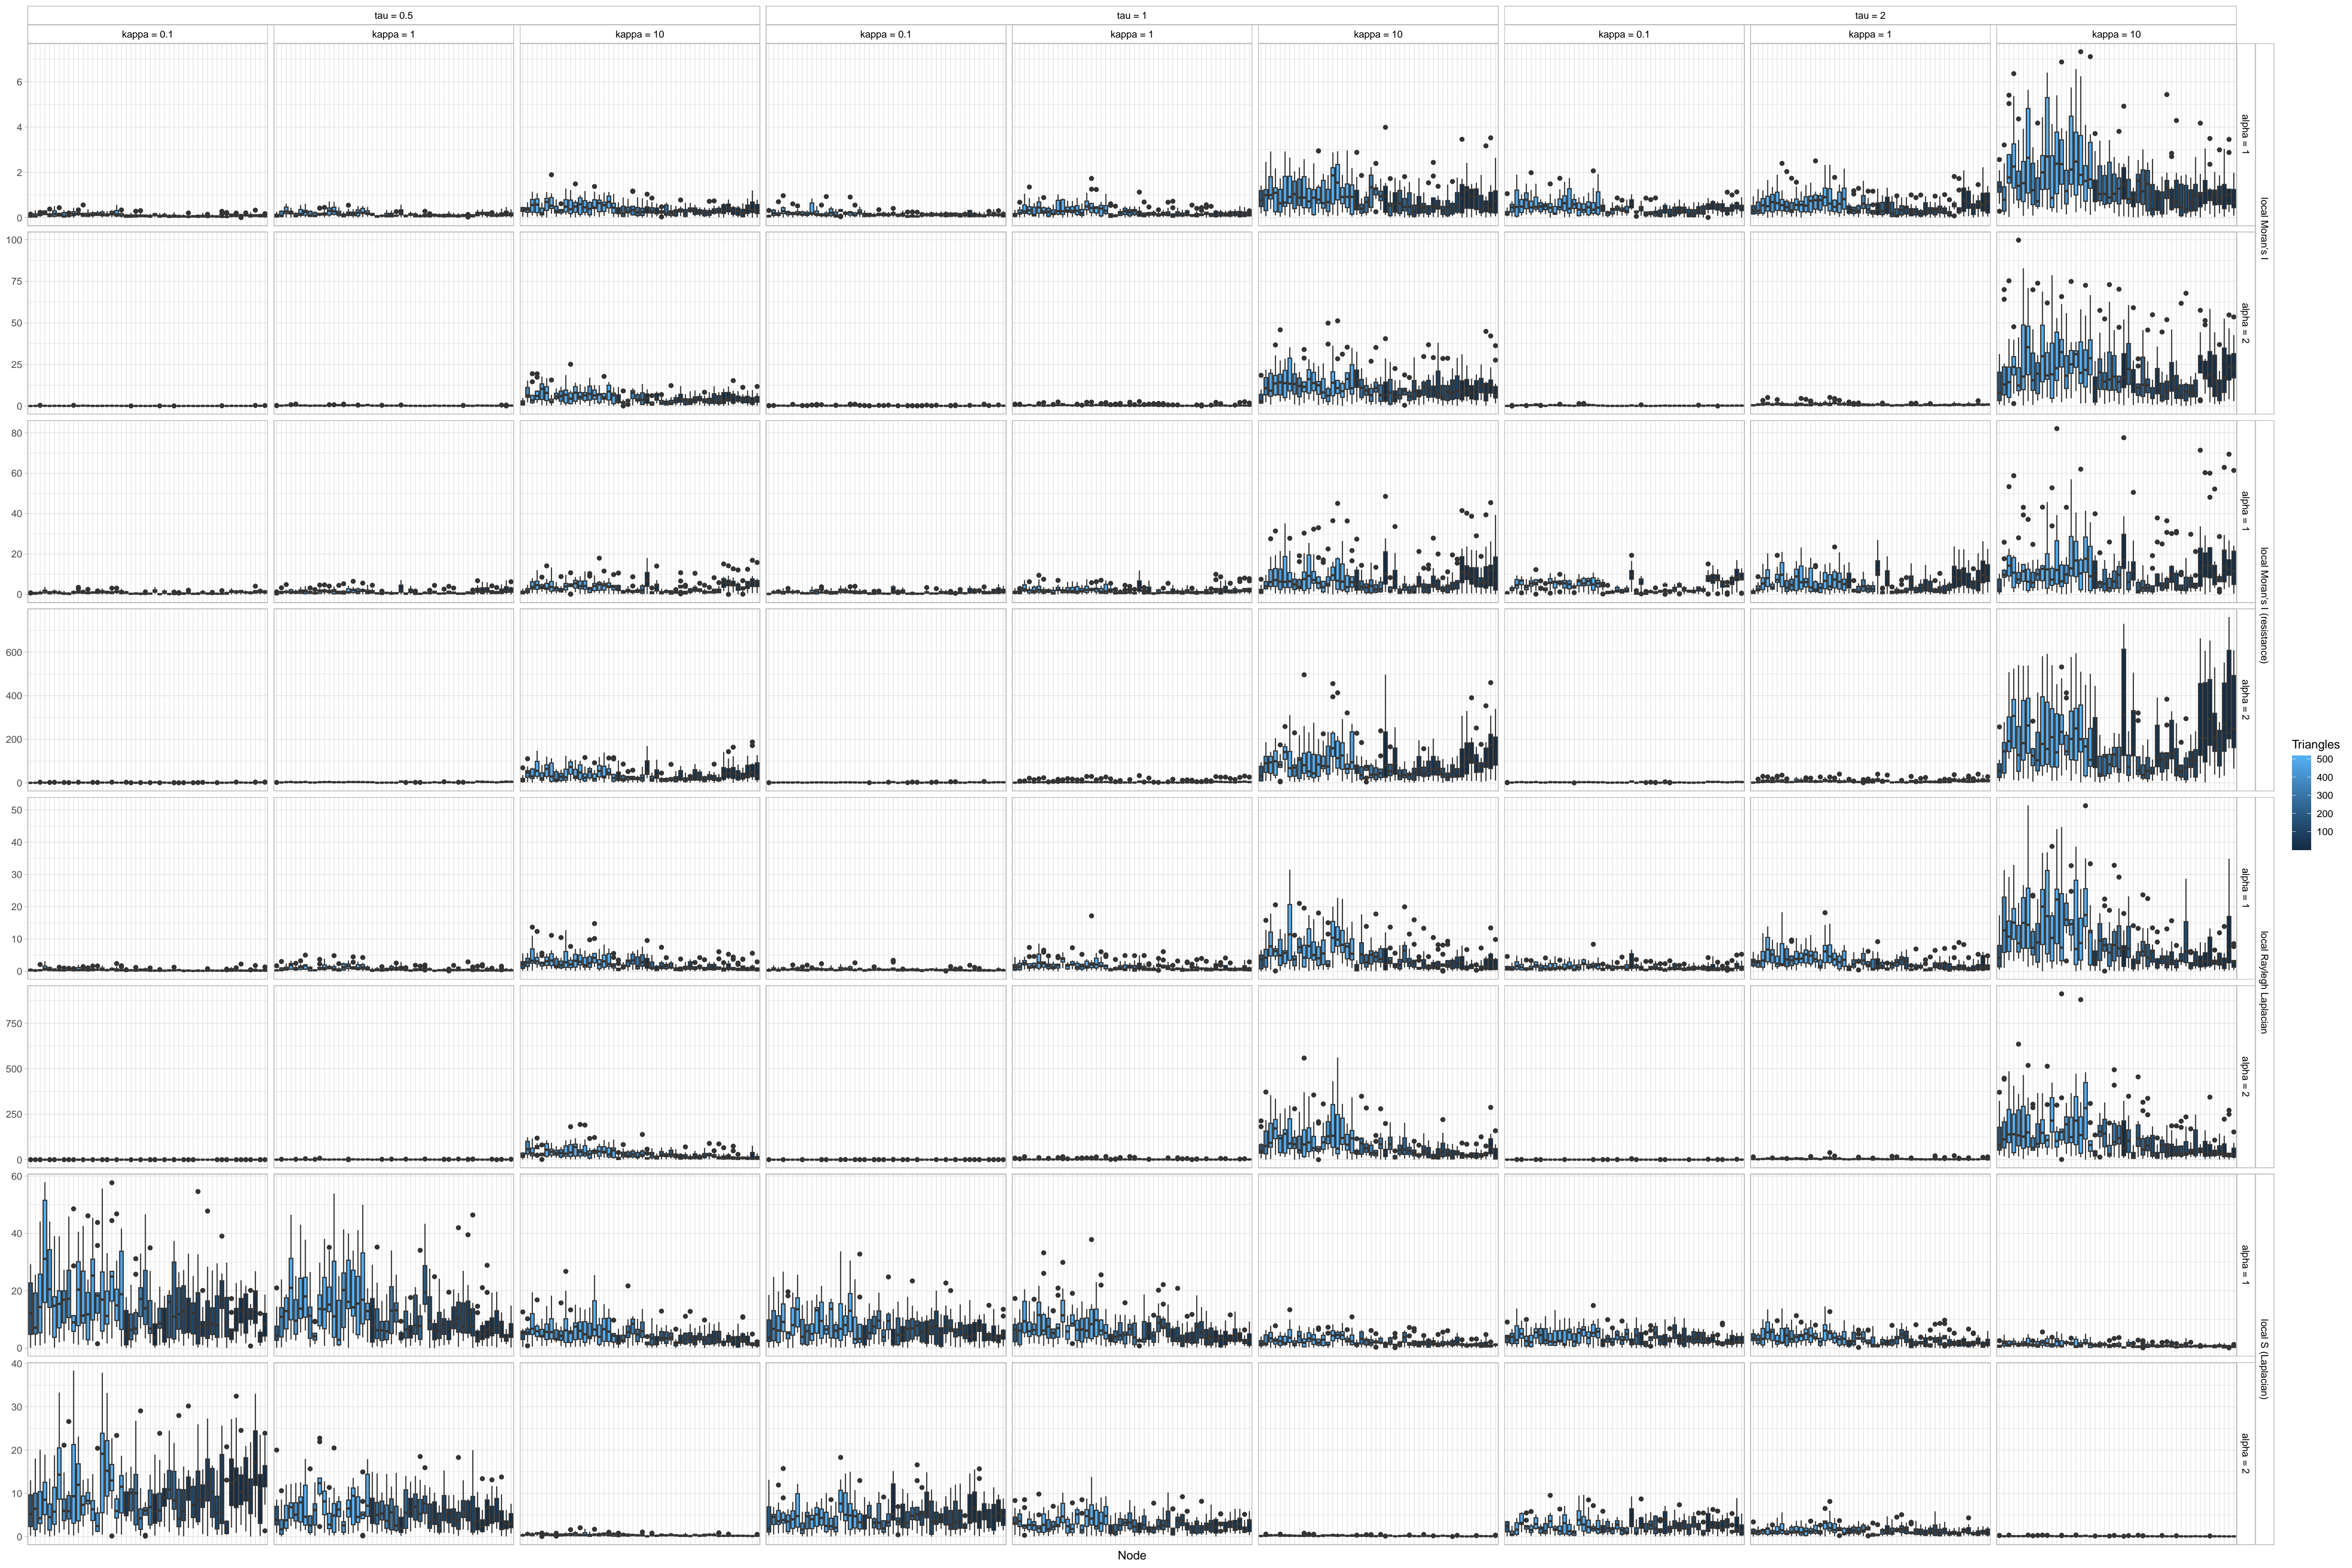 tau = 0.5 tau = 1 tau = 2
kappa = 0.1 kappa = 1 kappa = 10 kappa = 0.1 kappa = 1 kappa = 10 kappa = 0.1 kappa = 1 kappa = 10
6
4
2
0
alpha = 1
local Moran's I
100
75
50
25
0
alpha = 2
80
60
40
20
0
alpha = 1
local Moran's I (resistance)
600
400
200
0
alpha = 2
Triangles
500
400
300
200
100
50
40
30
20
10
0
alpha = 1
local Raylegh Laplacian
750
500
250
0
alpha = 2
60
40
20
0
alpha = 1
local S (Laplacian)
40
30
20
10
0
alpha = 2
Node